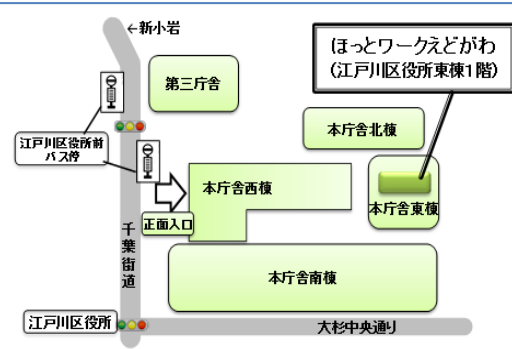 ←新小岩
ほっとワークえどがわ
(江戸川区役所東棟1階)
第三庁舎
本庁舎北棟
江戸川区役所前
バス停
本庁舎西棟
本庁舎東棟
正面入口
千葉街道
本庁舎南棟
江戸川区役所
大杉中央通り